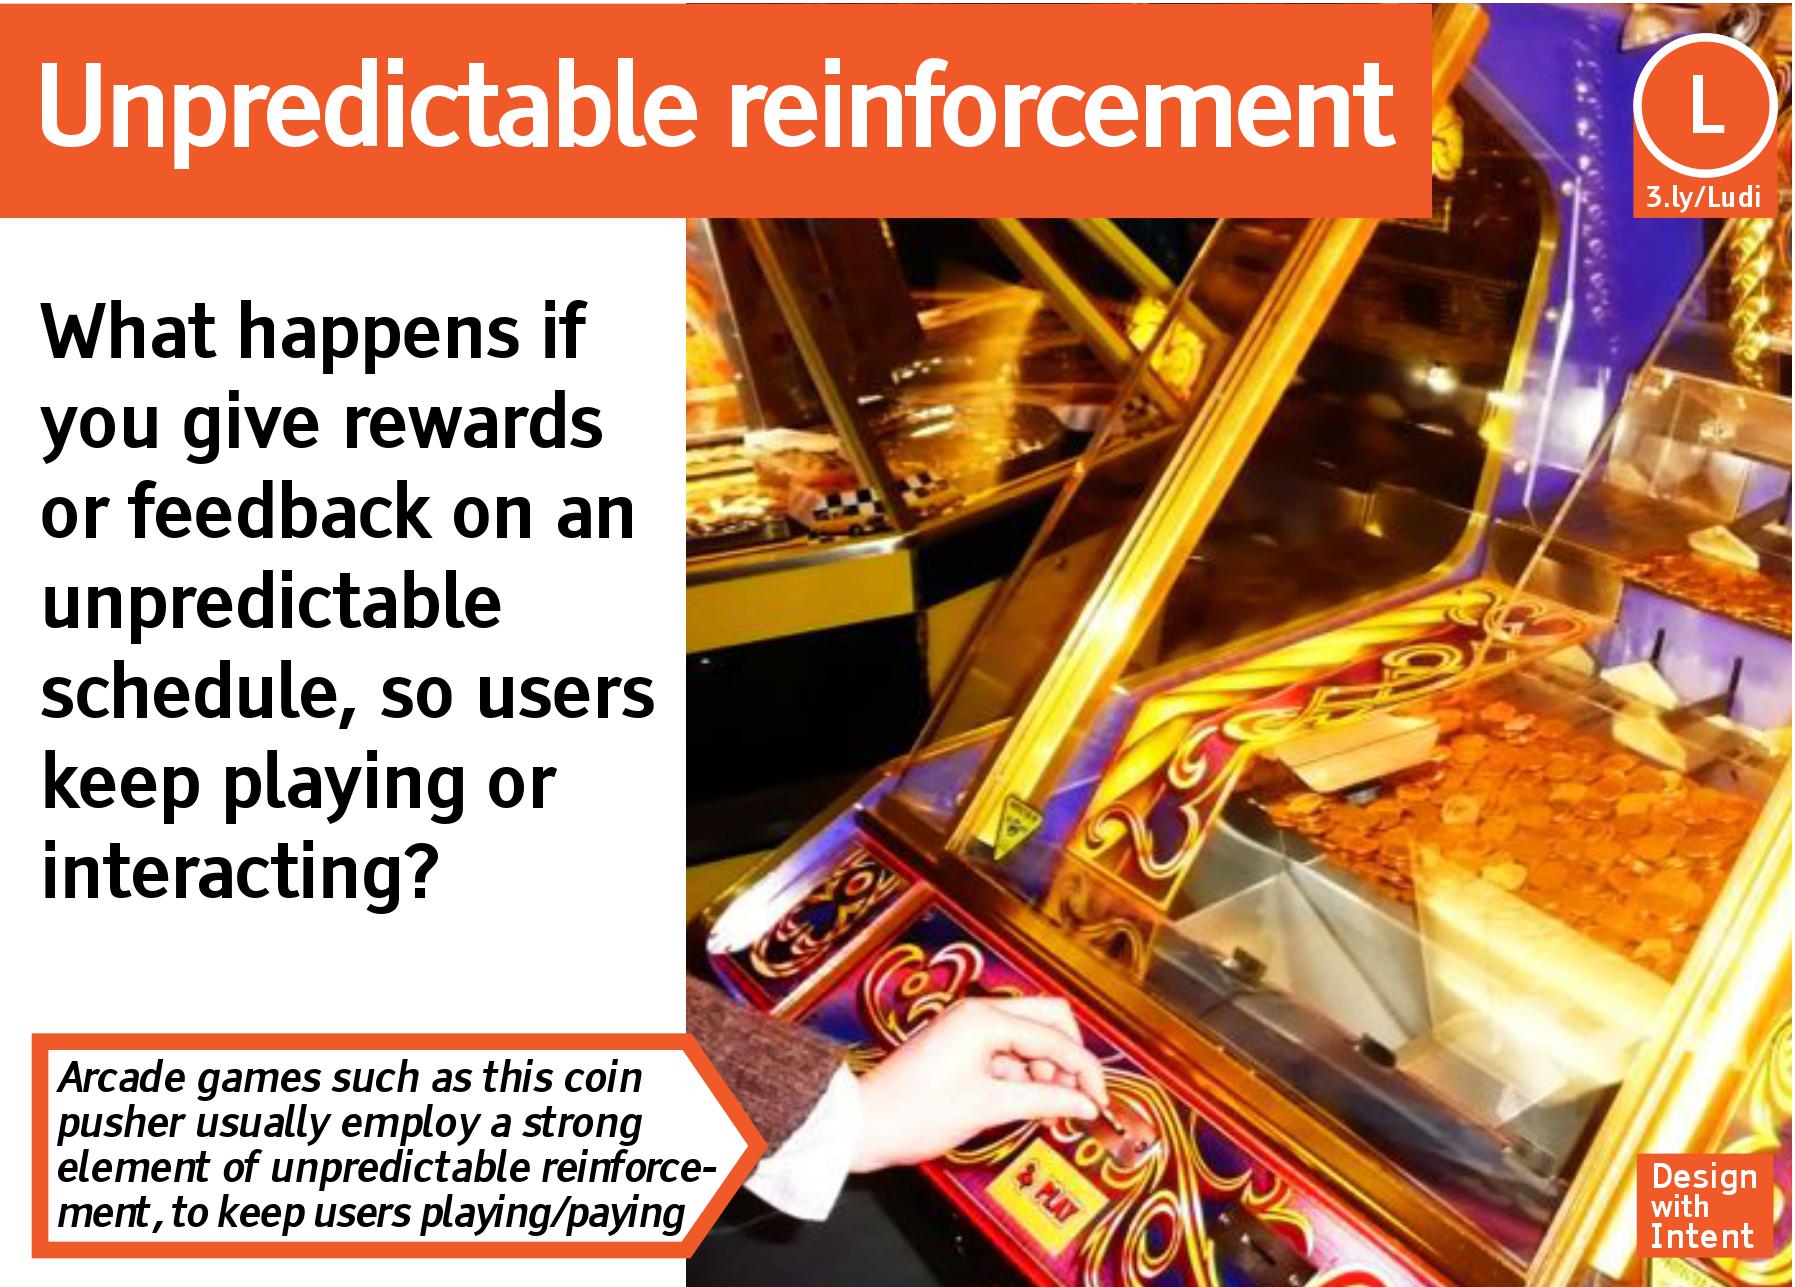 Unpredictable reinforcement
L
3.ly/Ludi
What happens if
you give rewards
or feedback on an
unpredictable
schedule, so users
keep playing or
interacting?
Arcade games such as this coin
pusher usually employ a strong
element of unpredictable reinforce-
ment, to keep users playing/paying
PLAY
Design
with
Intent